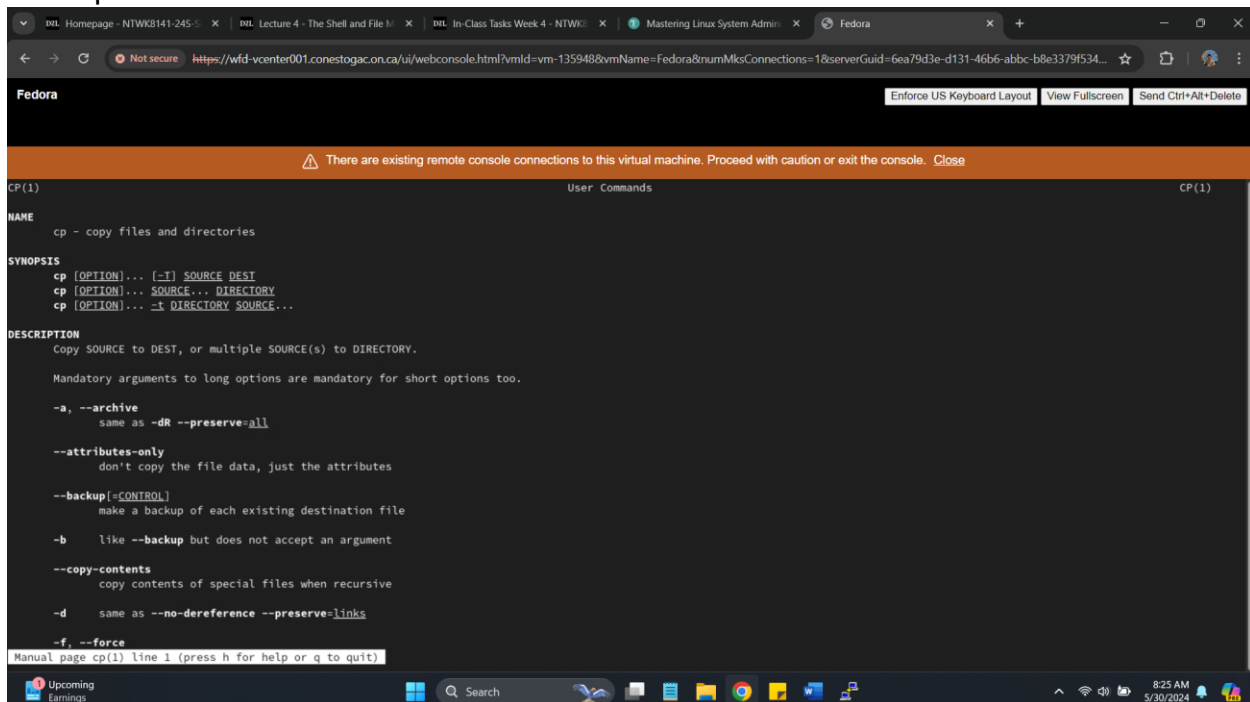 Homepage - NTWK8141-24S-S
Lecture 4 - The Shell and File M
In-Class Tasks Week 4 - NTWK8
Mastering Linux System Admin
Fedora
Not secure https://wfd-vcenter001.conestogac.on.ca/ui/webconsole.html?vmId=vm-135948&vmName=Fedora&numMksConnections=1&serverGuid=6ea79d3e-d131-46b6-abbc-b8e3379f534...
Fedora
Enforce US Keyboard Layout View Fullscreen Send Ctrl+Alt+Delete
There are existing remote console connections to this virtual machine. Proceed with caution or exit the console. Close
CP(1) User Commands CP(1)
NAME
cp - copy files and directories
SYNOPSIS
cp [OPTION]... [-T] SOURCE DEST
cp [OPTION]... SOURCE... DIRECTORY
cp [OPTION]... -t DIRECTORY SOURCE...
DESCRIPTION
Copy SOURCE to DEST, or multiple SOURCE(s) to DIRECTORY.
Mandatory arguments to long options are mandatory for short options too.
-a, --archive
same as -dR --preserve=all
--attributes-only
don't copy the file data, just the attributes
--backup[=CONTROL]
make a backup of each existing destination file
-b like --backup but does not accept an argument
--copy-contents
copy contents of special files when recursive
-d same as --no-dereference --preserve=links
-f, --force
Manual page cp(1) line 1 (press h for help or q to quit)
1
Upcoming
Earnings
Search
8:25 AM
5/30/2024